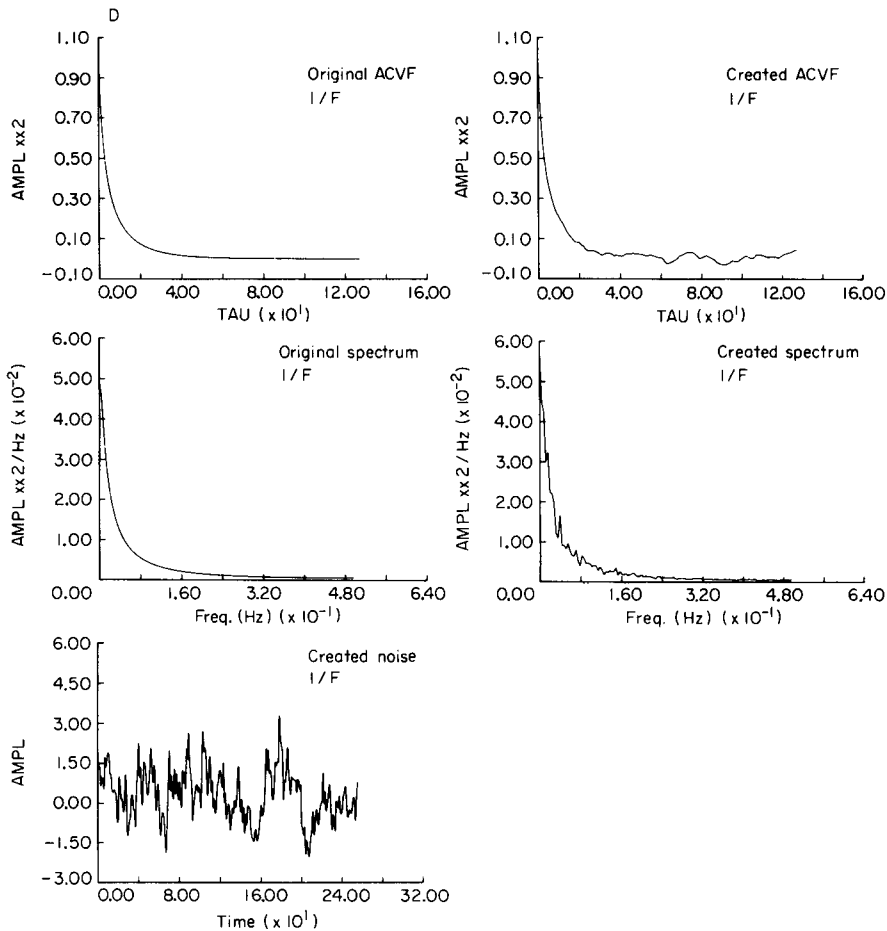 D
1.10
0.90
0.70
0.50
0.30
0.10
-0.10
AMPL xx2
Original ACVF
1/F
0.00 4.00 8.00 12.00 16.00
TAU (x 10¹)
1.10
0.90
0.70
0.50
0.30
0.10
-0.10
AMPL xx2
Created ACVF
1/F
0.00 4.00 8.00 12.00 16.00
TAU (x 10¹)
6.00
5.00
4.00
3.00
2.00
1.00
0.00
AMPL xx2/Hz (x 10⁻²)
Original spectrum
1/F
1.60 3.20 4.80 6.40
Freq. (Hz) (x 10⁻¹)
6.00
5.00
4.00
3.00
2.00
1.00
0.00
AMPL xx2/Hz (x 10⁻²)
Created spectrum
1/F
1.60 3.20 4.80 6.40
Freq. (Hz) (x 10⁻¹)
6.00
4.50
3.00
1.50
0.00
-1.50
-3.00
AMPL
Created noise
1/F
0.00 8.00 16.00 24.00 32.00
Time (x 10¹)